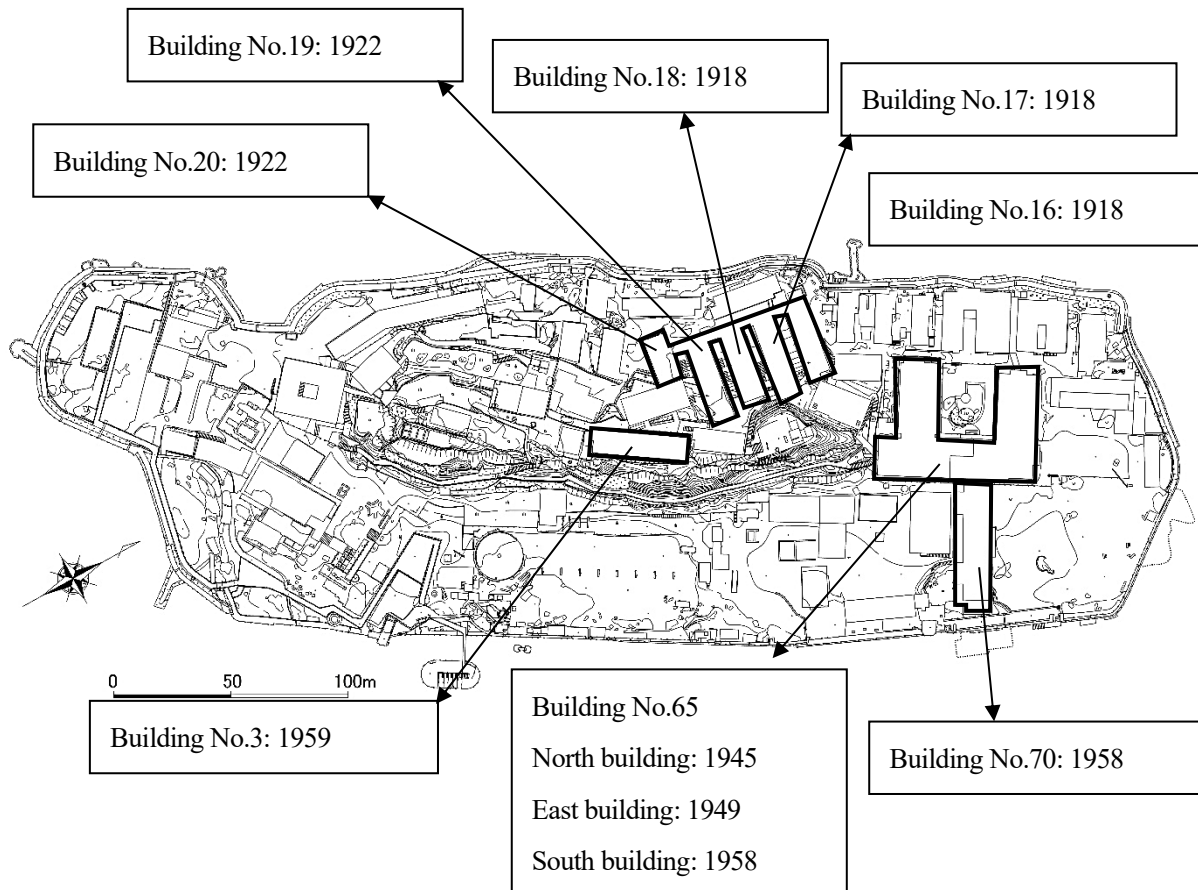 Building No.19: 1922
Building No.18: 1918
Building No.17: 1918
Building No.20: 1922
Building No.16: 1918
0 50 100m
Building No.3: 1959
Building No.65
North building: 1945
East building: 1949
South building: 1958
Building No.70: 1958